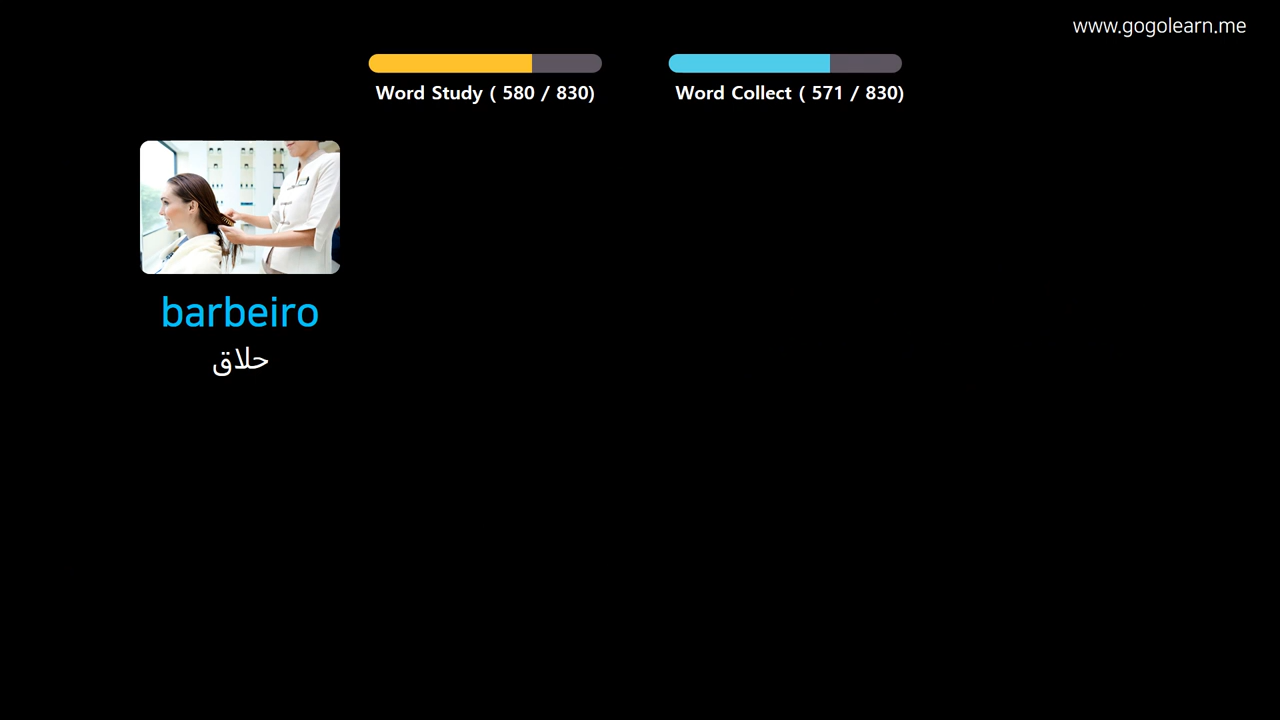 www.gogolearn.me
Word Study ( 580 / 830)
Word Collect ( 571 / 830)
barbeiro
حلاق